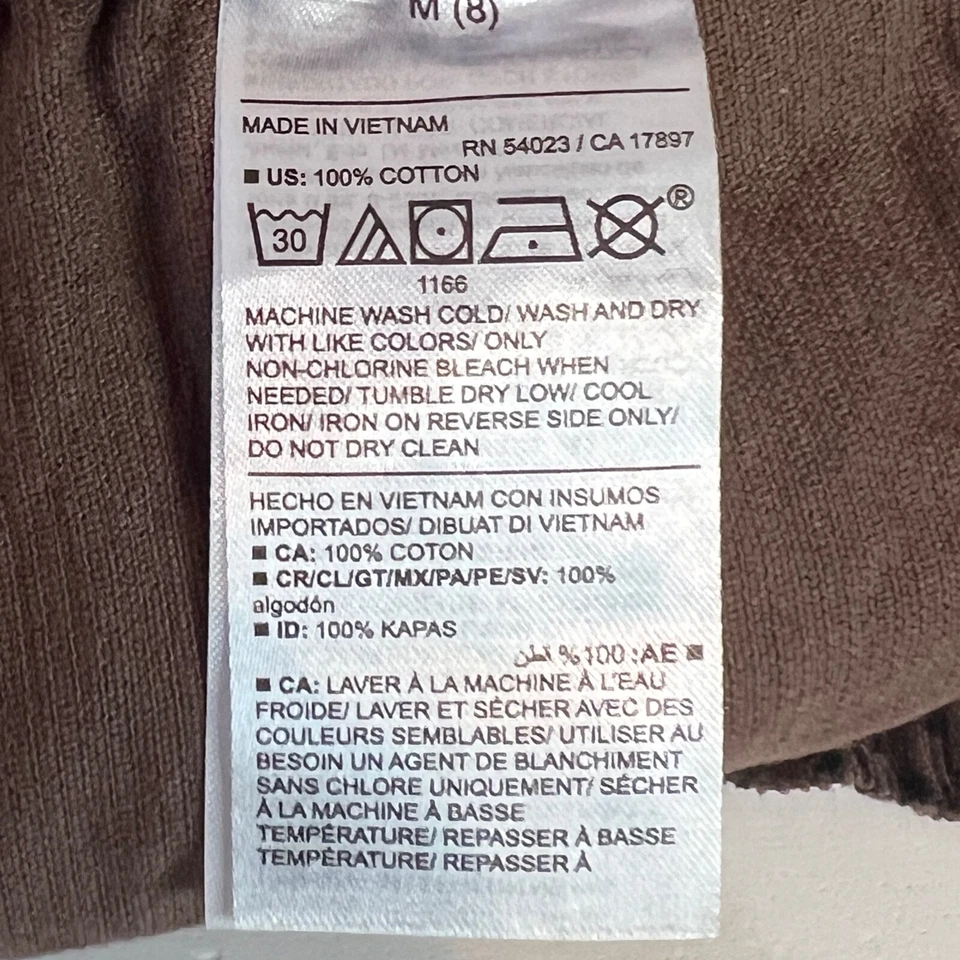 M (8)
MADE IN VIETNAM
RN 54023 / CA 17897
■ US: 100% COTTON
30
®
1166
MACHINE WASH COLD/ WASH AND DRY
WITH LIKE COLORS/ ONLY
NON-CHLORINE BLEACH WHEN
NEEDED/ TUMBLE DRY LOW/ COOL
IRON/ IRON ON REVERSE SIDE ONLY/
DO NOT DRY CLEAN
HECHO EN VIETNAM CON INSUMOS
IMPORTADOS/ DIBUAT DI VIETNAM
■ CA: 100% COTON
■ CR/CL/GT/MX/PA/PE/SV: 100%
algodón
■ ID: 100% KAPAS
قطن %100 :AE ■
■ CA: LAVER À LA MACHINE À L'EAU
FROIDE/ LAVER ET SÉCHER AVEC DES
COULEURS SEMBLABLES/ UTILISER AU
BESOIN UN AGENT DE BLANCHIMENT
SANS CHLORE UNIQUEMENT/ SÉCHER
À LA MACHINE À BASSE
TEMPÉRATURE/ REPASSER À BASSE
TEMPÉRATURE/ REPASSER À